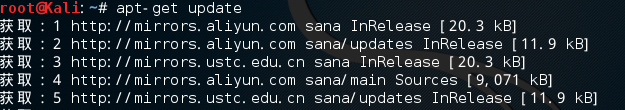 root@Kali:~# apt-get update
获取：1 http://mirrors.aliyun.com sana InRelease [20.3 kB]
获取：2 http://mirrors.aliyun.com sana/updates InRelease [11.9 kB]
获取：3 http://mirrors.ustc.edu.cn sana InRelease [20.3 kB]
获取：4 http://mirrors.aliyun.com sana/main Sources [9,071 kB]
获取：5 http://mirrors.ustc.edu.cn sana/updates InRelease [11.9 kB]